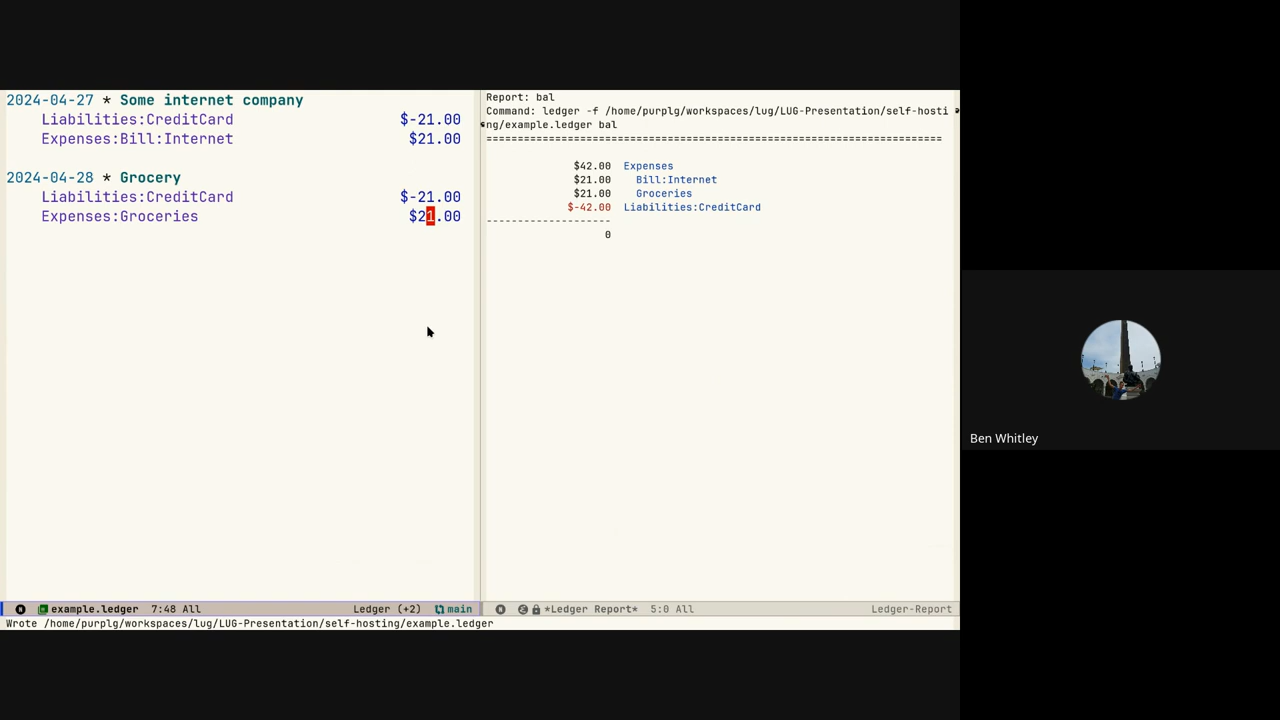 2024-04-27 * Some internet company
Liabilities:CreditCard $-21.00
Expenses:Bill:Internet $21.00
2024-04-28 * Grocery
Liabilities:CreditCard $-21.00
Expenses:Groceries $21.00
example.ledger 7:48 All Ledger (+2) main
Wrote /home/purplg/workspaces/lug/LUG-Presentation/self-hosting/example.ledger
Report: bal
Command: ledger -f /home/purplg/workspaces/lug/LUG-Presentation/self-hosti
ng/example.ledger bal
=========================================================================
$42.00 Expenses
$21.00 Bill:Internet
$21.00 Groceries
$-42.00 Liabilities:CreditCard
--------------------
0
*Ledger Report* 5:0 All Ledger-Report
Ben Whitley